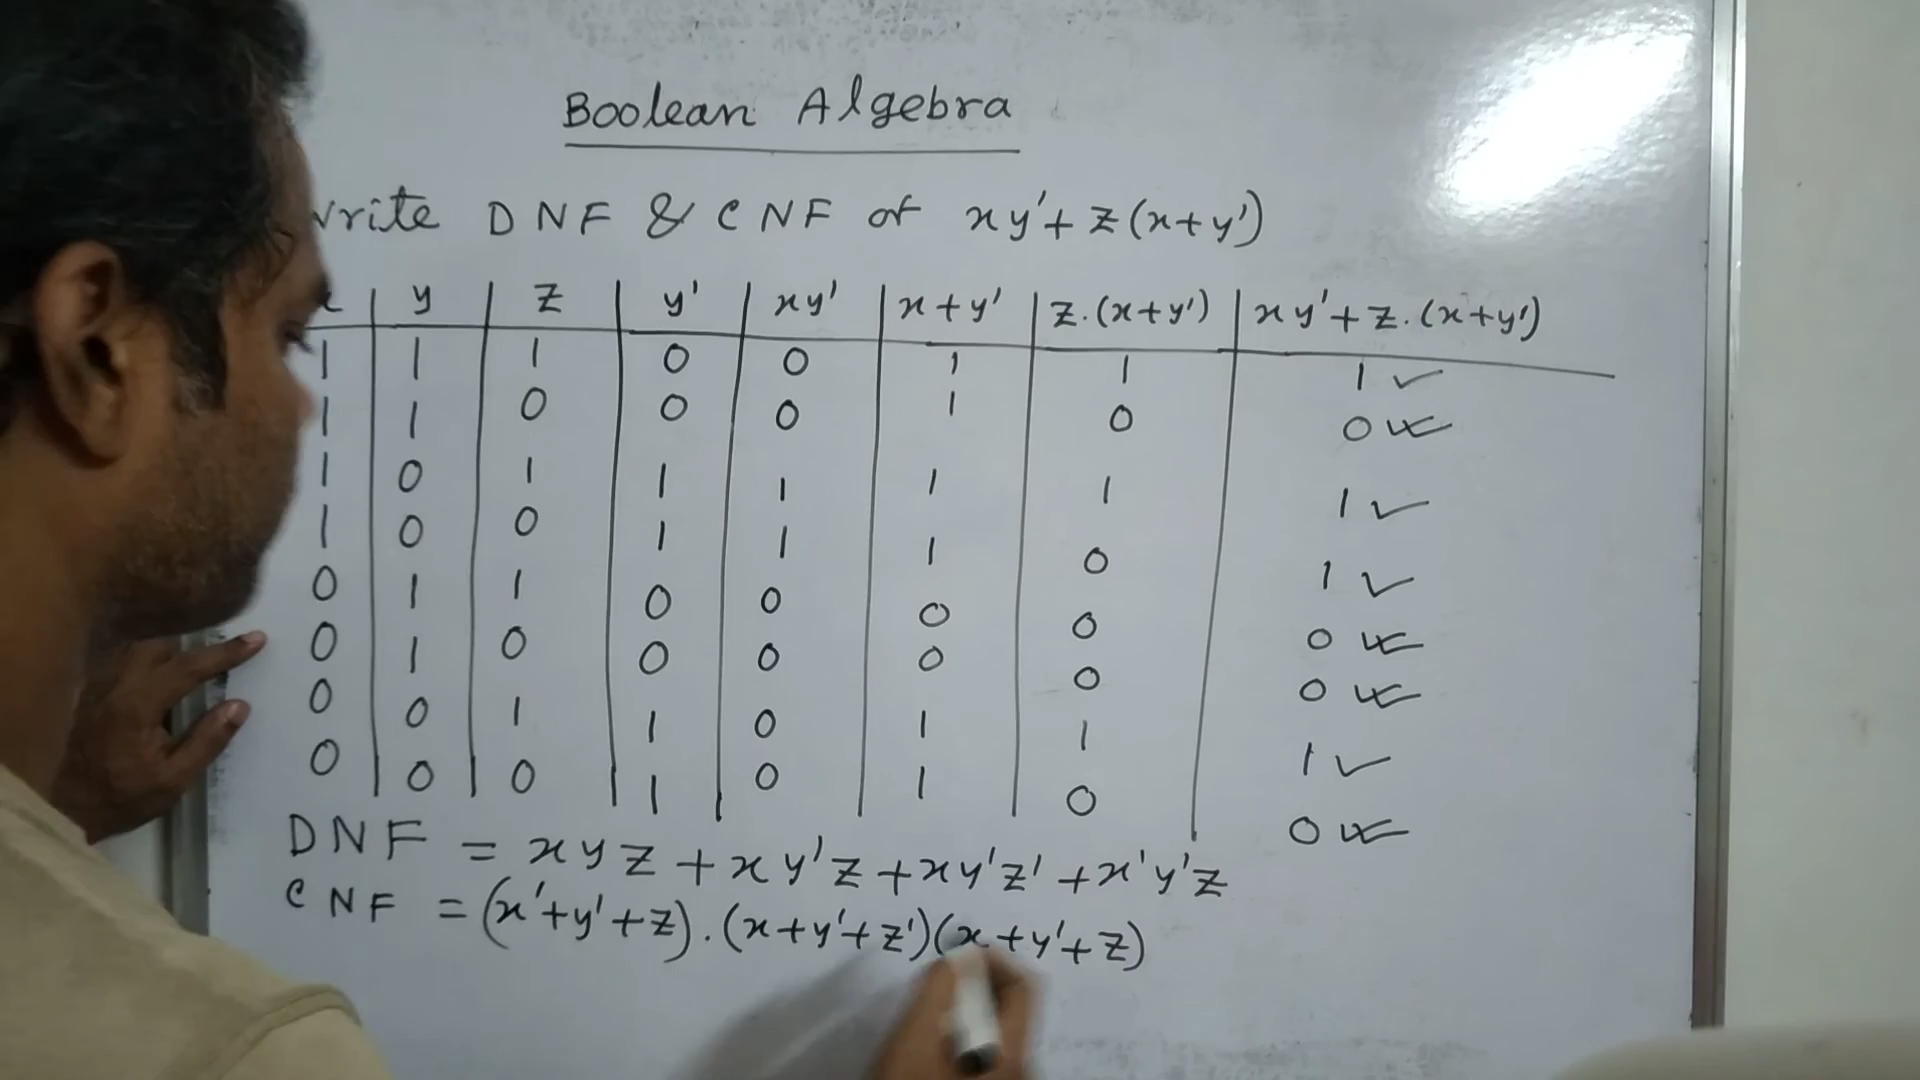 Boolean Algebra
Write DNF & CNF of xy'+z(x+y')
x y z y' xy' x+y' z.(x+y') xy'+z.(x+y')
1 1 1 0 0 1 1 1 ✓
1 1 0 0 0 1 0 0
1 0 1 1 1 1 1 1 ✓
1 0 0 1 1 1 0 1 ✓
0 1 1 0 0 0 0 0
0 1 0 0 0 0 0 0
0 0 1 1 0 1 1 1 ✓
0 0 0 1 0 1 0 0
DNF = xyz+xy'z+xy'z'+x'y'z
CNF = (x'+y'+z).(x+y'+z')(x+y'+z)